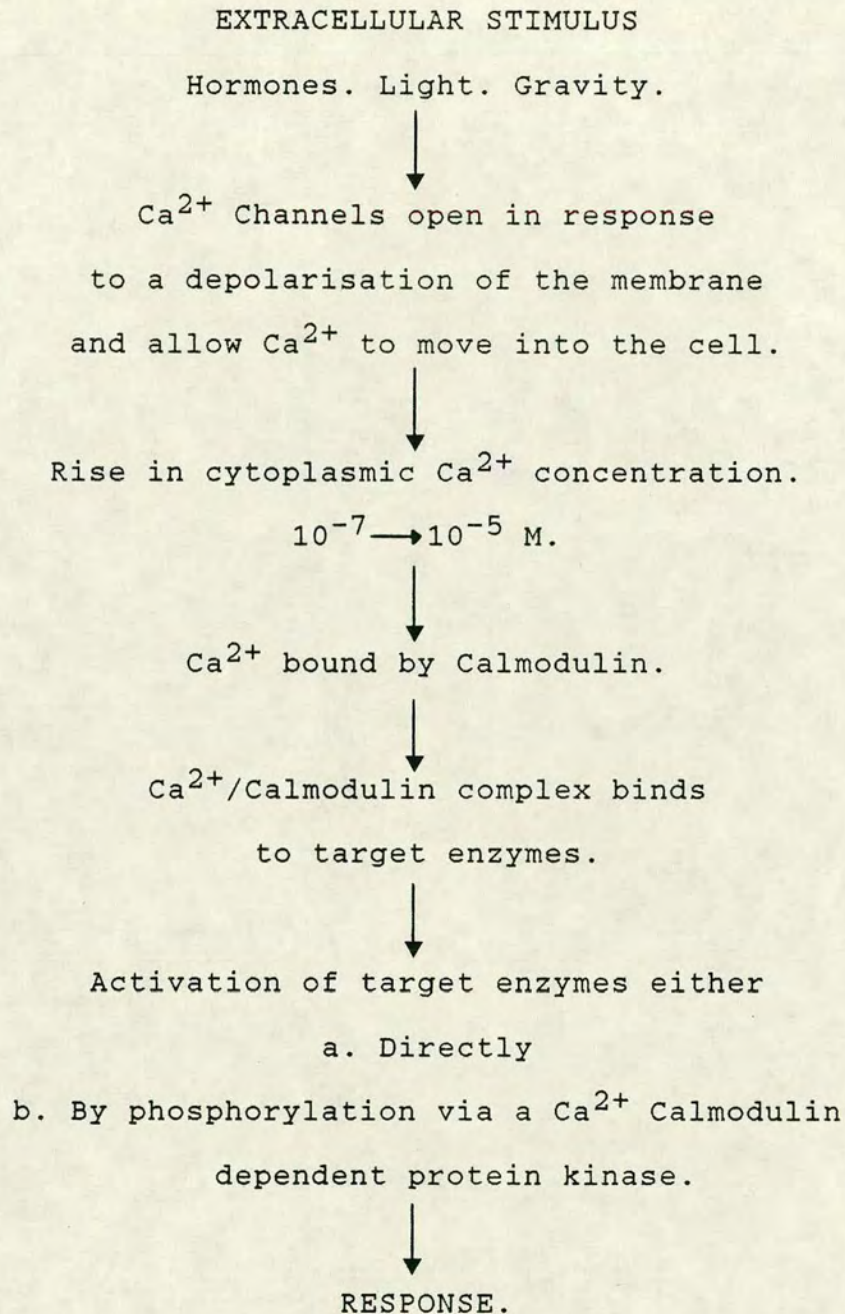 EXTRACELLULAR STIMULUS
Hormones. Light. Gravity.
Ca²⁺ Channels open in response
to a depolarisation of the membrane
and allow Ca²⁺ to move into the cell.
Rise in cytoplasmic Ca²⁺ concentration.
10⁻⁷→10⁻⁵ M.
Ca²⁺ bound by Calmodulin.
Ca²⁺/Calmodulin complex binds
to target enzymes.
Activation of target enzymes either
a. Directly
b. By phosphorylation via a Ca²⁺ Calmodulin
dependent protein kinase.
RESPONSE.